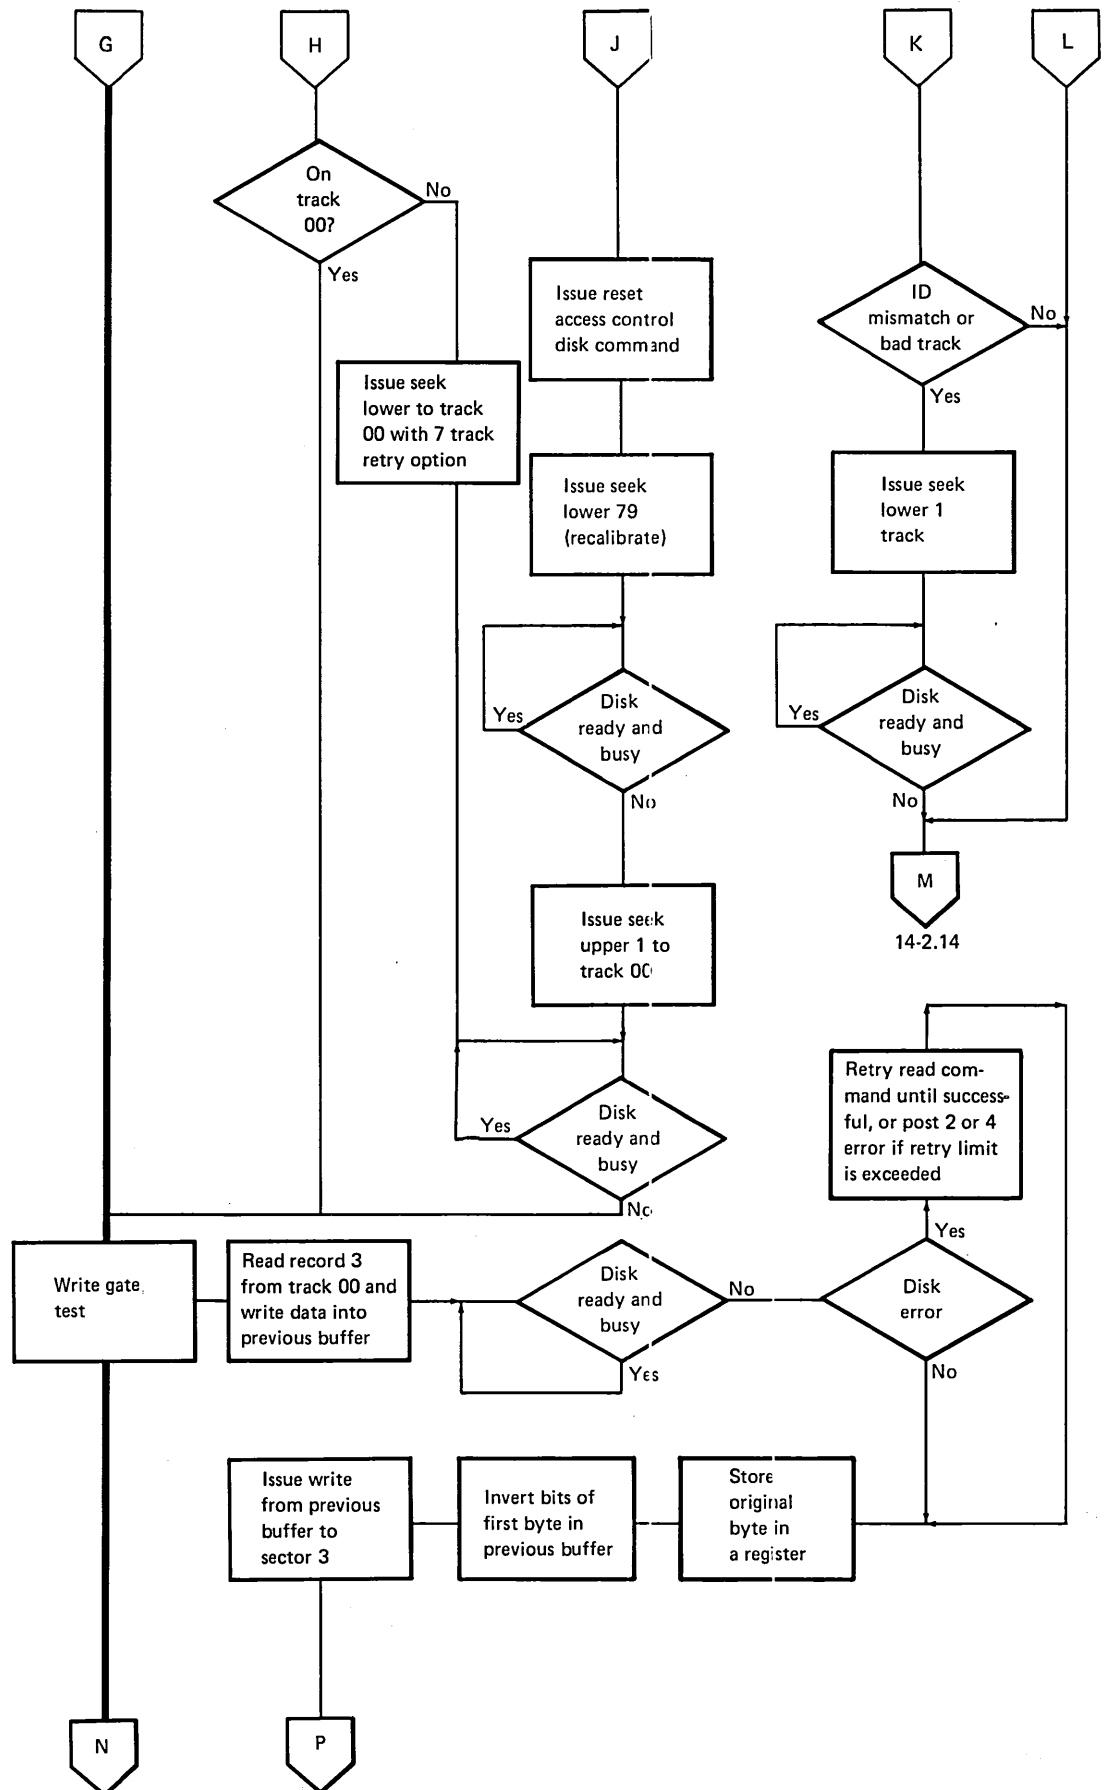 G
H
J
K
L
On
track
00?
No
Yes
Issue seek
lower to track
00 with 7 track
retry option
Issue reset
access control
disk command
Issue seek
lower 79
(recalibrate)
Disk
ready and
busy
Yes
No
Issue seek
upper 1 to
track 00
Disk
ready and
busy
Yes
No
ID
mismatch or
bad track
No
Yes
Issue seek
lower 1
track
Disk
ready and
busy
Yes
No
M
14-2.14
Write gate
test
Read record 3
from track 00 and
write data into
previous buffer
Disk
ready and
busy
No
Yes
Disk
error
Yes
No
Retry read com-
mand until success-
ful, or post 2 or 4
error if retry limit
is exceeded
Store
original
byte in
a register
Invert bits of
first byte in
previous buffer
Issue write
from previous
buffer to
sector 3
N
P